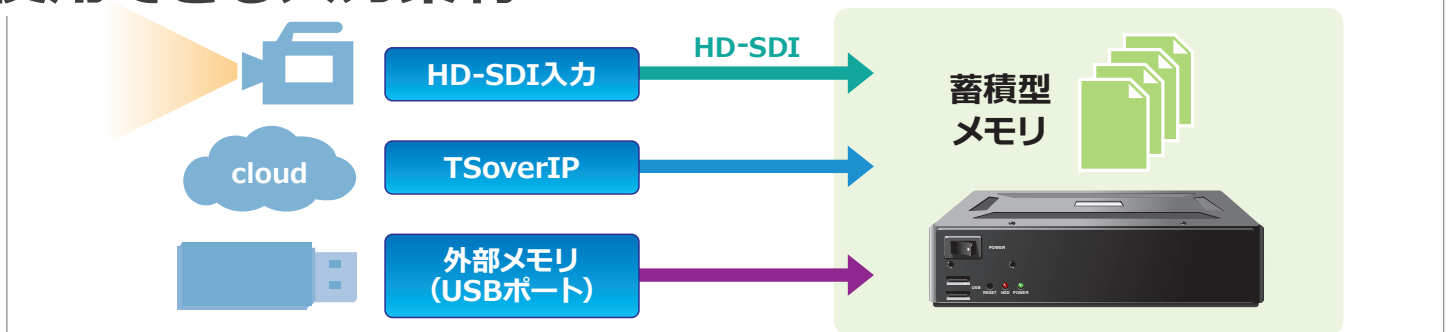 HD-SDI入力
HD-SDI
cloud
TSoverIP
外部メモリ
（USBポート）
蓄積型
メモリ
POWER
USB
RESET HDD POWER